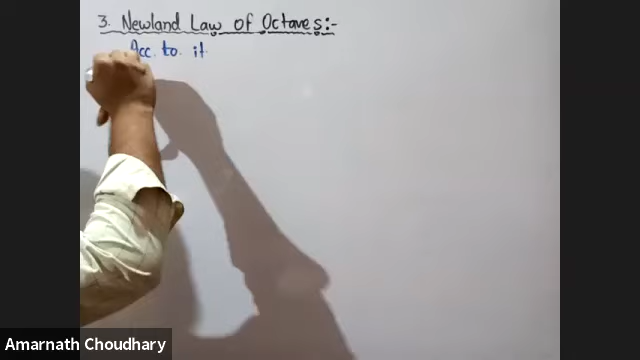 3. Newland Law of Octaves:-
Acc. to. it
Amarnath Choudhary